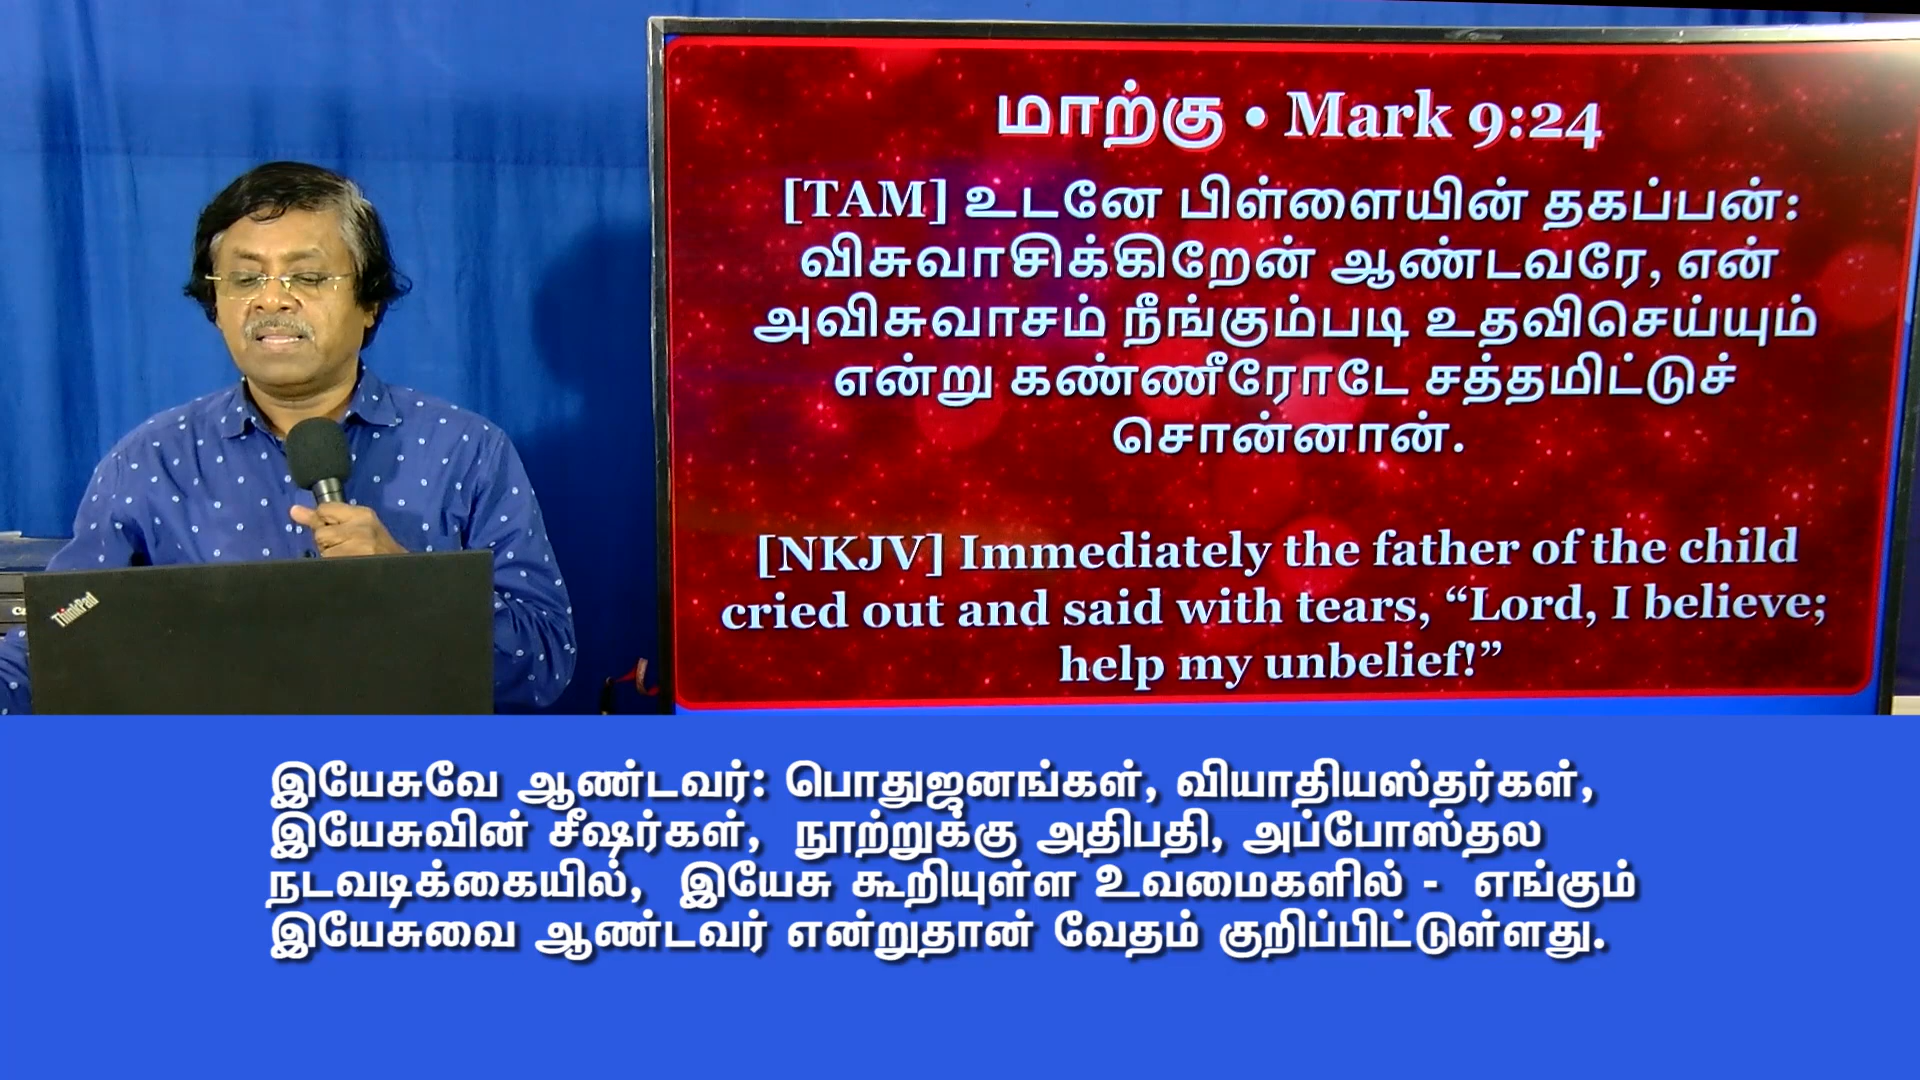 மாற்கு • Mark 9:24
[TAM] உடனே பிள்ளையின் தகப்பன்:
விசுவாசிக்கிறேன் ஆண்டவரே, என்
அவிசுவாசம் நீங்கும்படி உதவிசெய்யும்
என்று கண்ணீரோடே சத்தமிட்டுச்
சொன்னான்.
[NKJV] Immediately the father of the child
cried out and said with tears, “Lord, I believe;
help my unbelief!”
ThinkPad
இயேசுவே ஆண்டவர்: பொதுஜனங்கள், வியாதியஸ்தர்கள்,
இயேசுவின் சீஷர்கள், நூற்றுக்கு அதிபதி, அப்போஸ்தல
நடவடிக்கையில், இயேசு கூறியுள்ள உவமைகளில் - எங்கும்
இயேசுவை ஆண்டவர் என்றுதான் வேதம் குறிப்பிட்டுள்ளது.